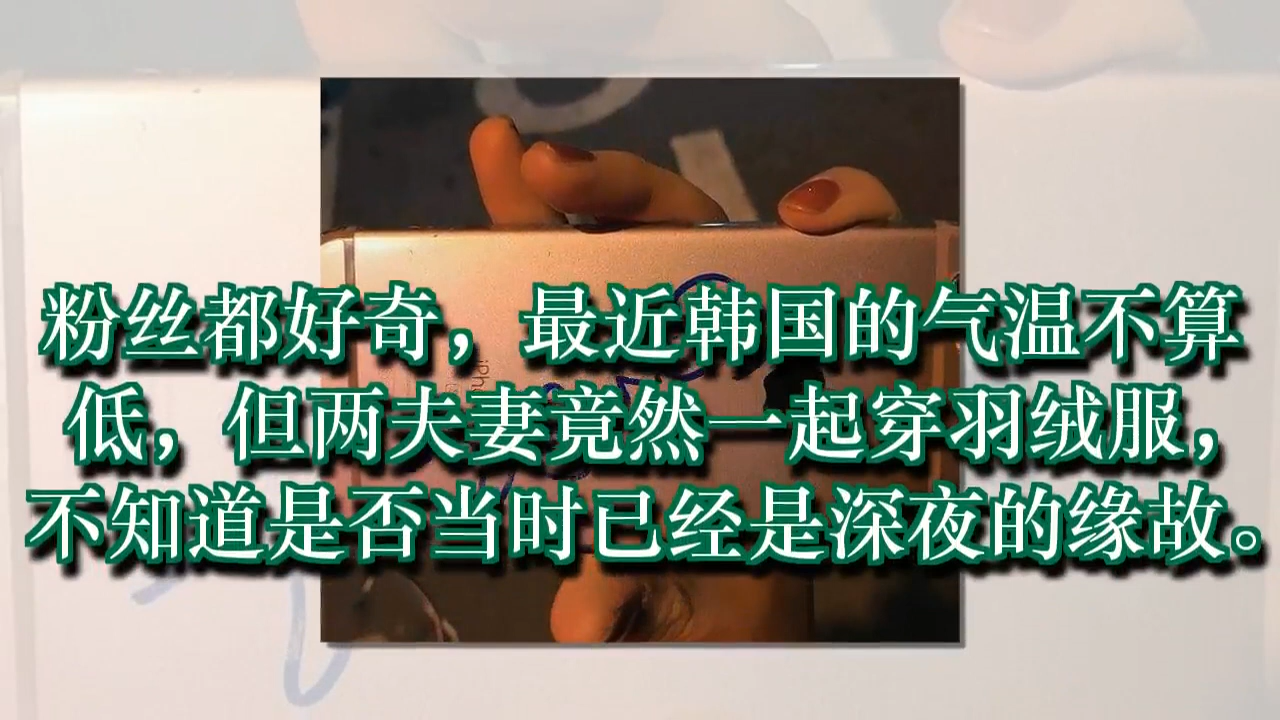 粉丝都好奇，最近韩国的气温不算
低，但两夫妻竟然一起穿羽绒服，
不知道是否当时已经是深夜的缘故。